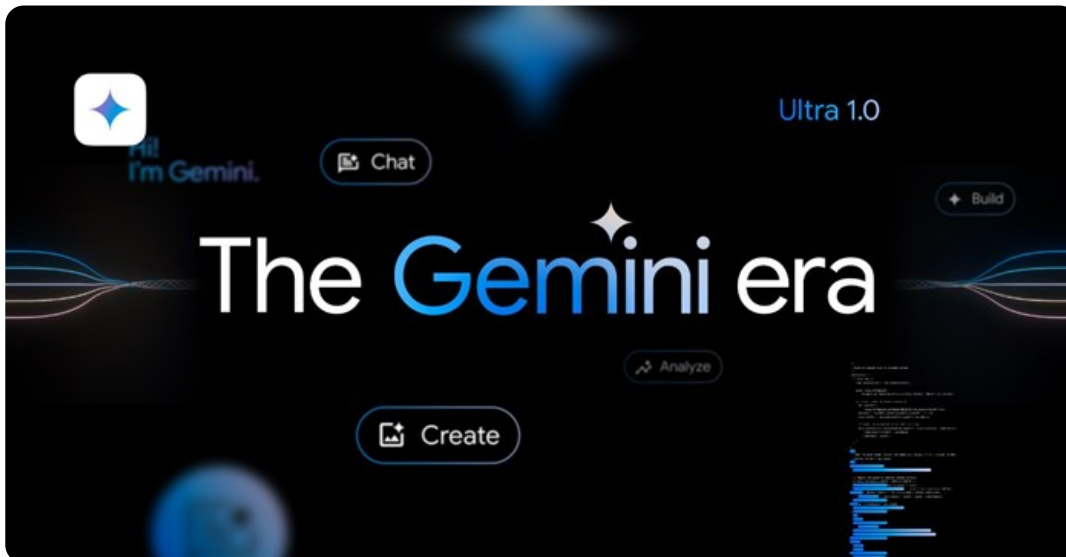 Ultra 1.0
Hi!
I'm Gemini.
Chat
Build
The Gemini era
Analyze
Create